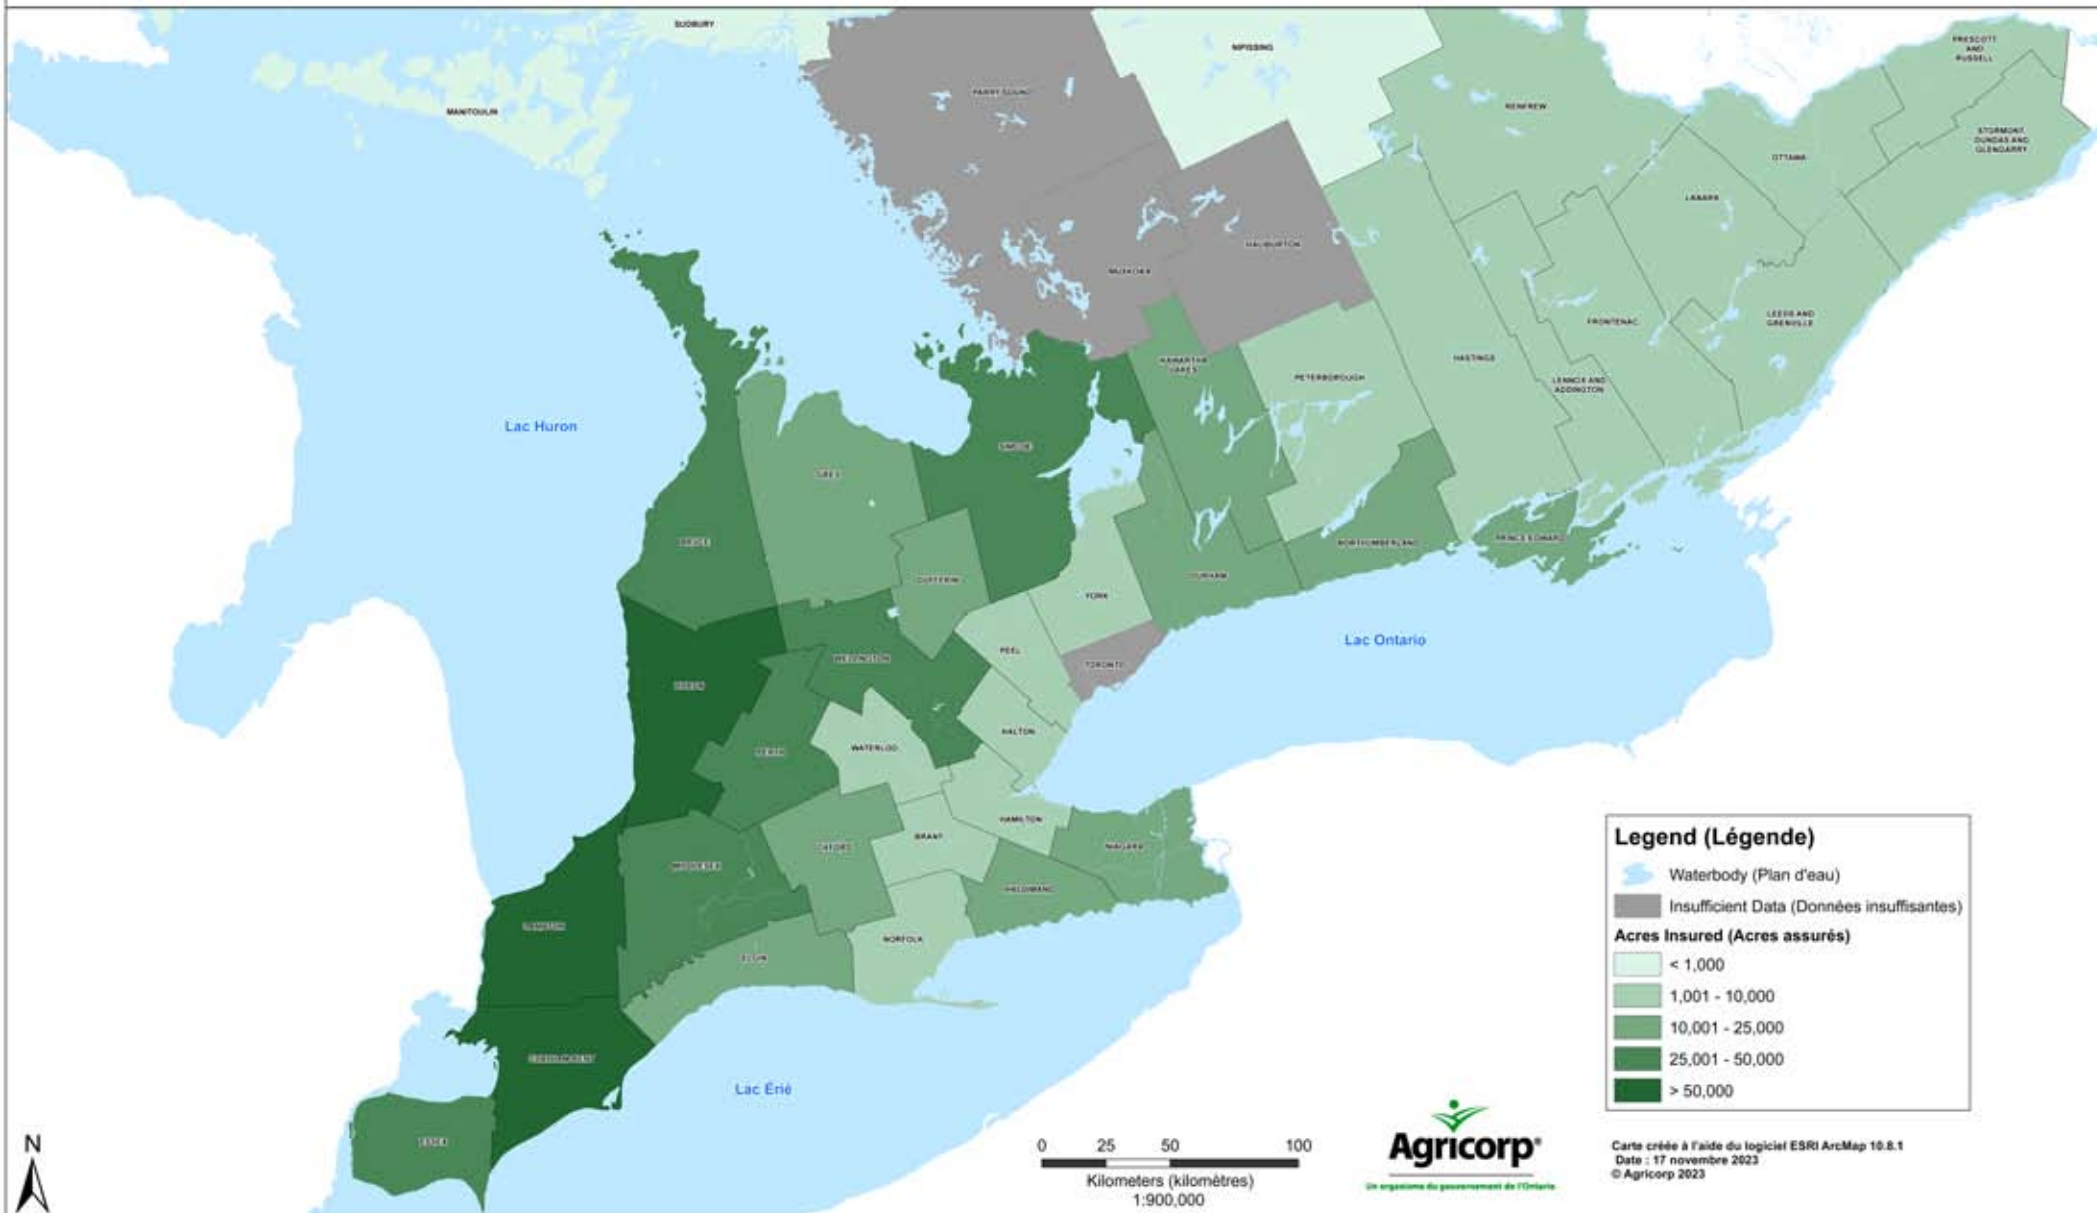 SUDBURY
NIPISSING
PRESCOTT
AND
RUSSELL
PARRY SOUND
RENFREW
MANITOULIN
STORMONT,
DUNDAS AND
GLENGARRY
OTTAWA
LANARK
HALIBURTON
MUSKOKA
LEEDS AND
GRENVILLE
FRONTENAC
KAWARTHA
LAKES
HASTINGS
PETERBOROUGH
LENNOX AND
ADDINGTON
Lac Huron
SIMCOE
GREY
BRUCE
NORTHUMBERLAND
PRINCE EDWARD
DUFFERIN
DURHAM
YORK
Lac Ontario
PEEL
WELLINGTON
TORONTO
HURON
HALTON
WATERLOO
PERTH
HAMILTON
BRANT
OXFORD
NIAGARA
MIDDLESEX
HALDIMAND
LAMBTON
NORFOLK
ELGIN
CHATHAM-KENT
Lac Érié
ESSEX
Legend (Légende)
Waterbody (Plan d'eau)
Insufficient Data (Données insuffisantes)
Acres Insured (Acres assurés)
< 1,000
1,001 - 10,000
10,001 - 25,000
25,001 - 50,000
> 50,000
N
0 25 50 100
Kilometers (kilomètres)
1:900,000
Agricorp®
Un organisme du gouvernement de l'Ontario
Carte créée à l'aide du logiciel ESRI ArcMap 10.8.1
Date : 17 novembre 2023
© Agricorp 2023